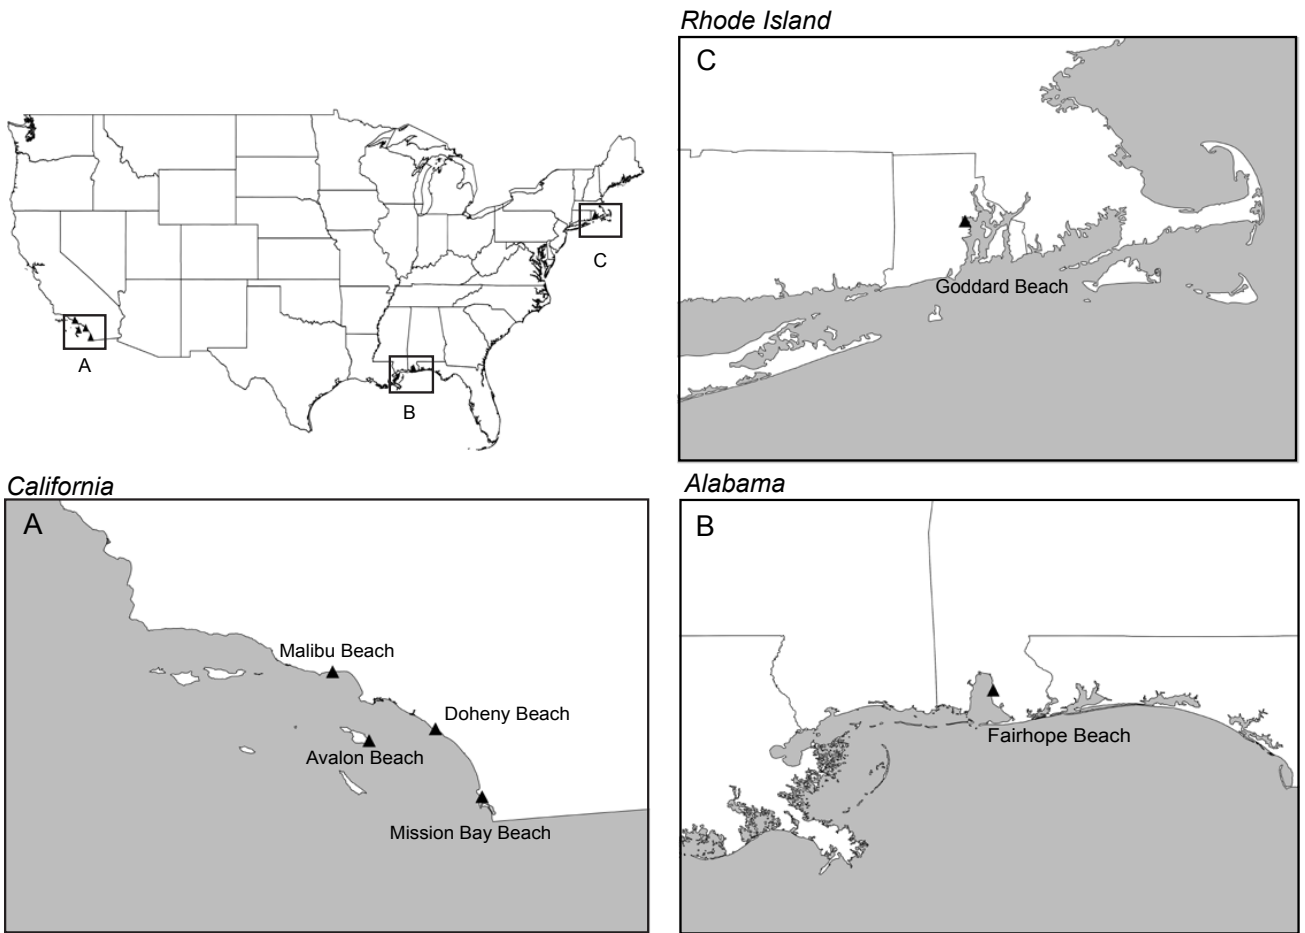 Rhode Island
C
Goddard Beach
C
A
B
California
A
Malibu Beach
Doheny Beach
Avalon Beach
Mission Bay Beach
Alabama
B
Fairhope Beach